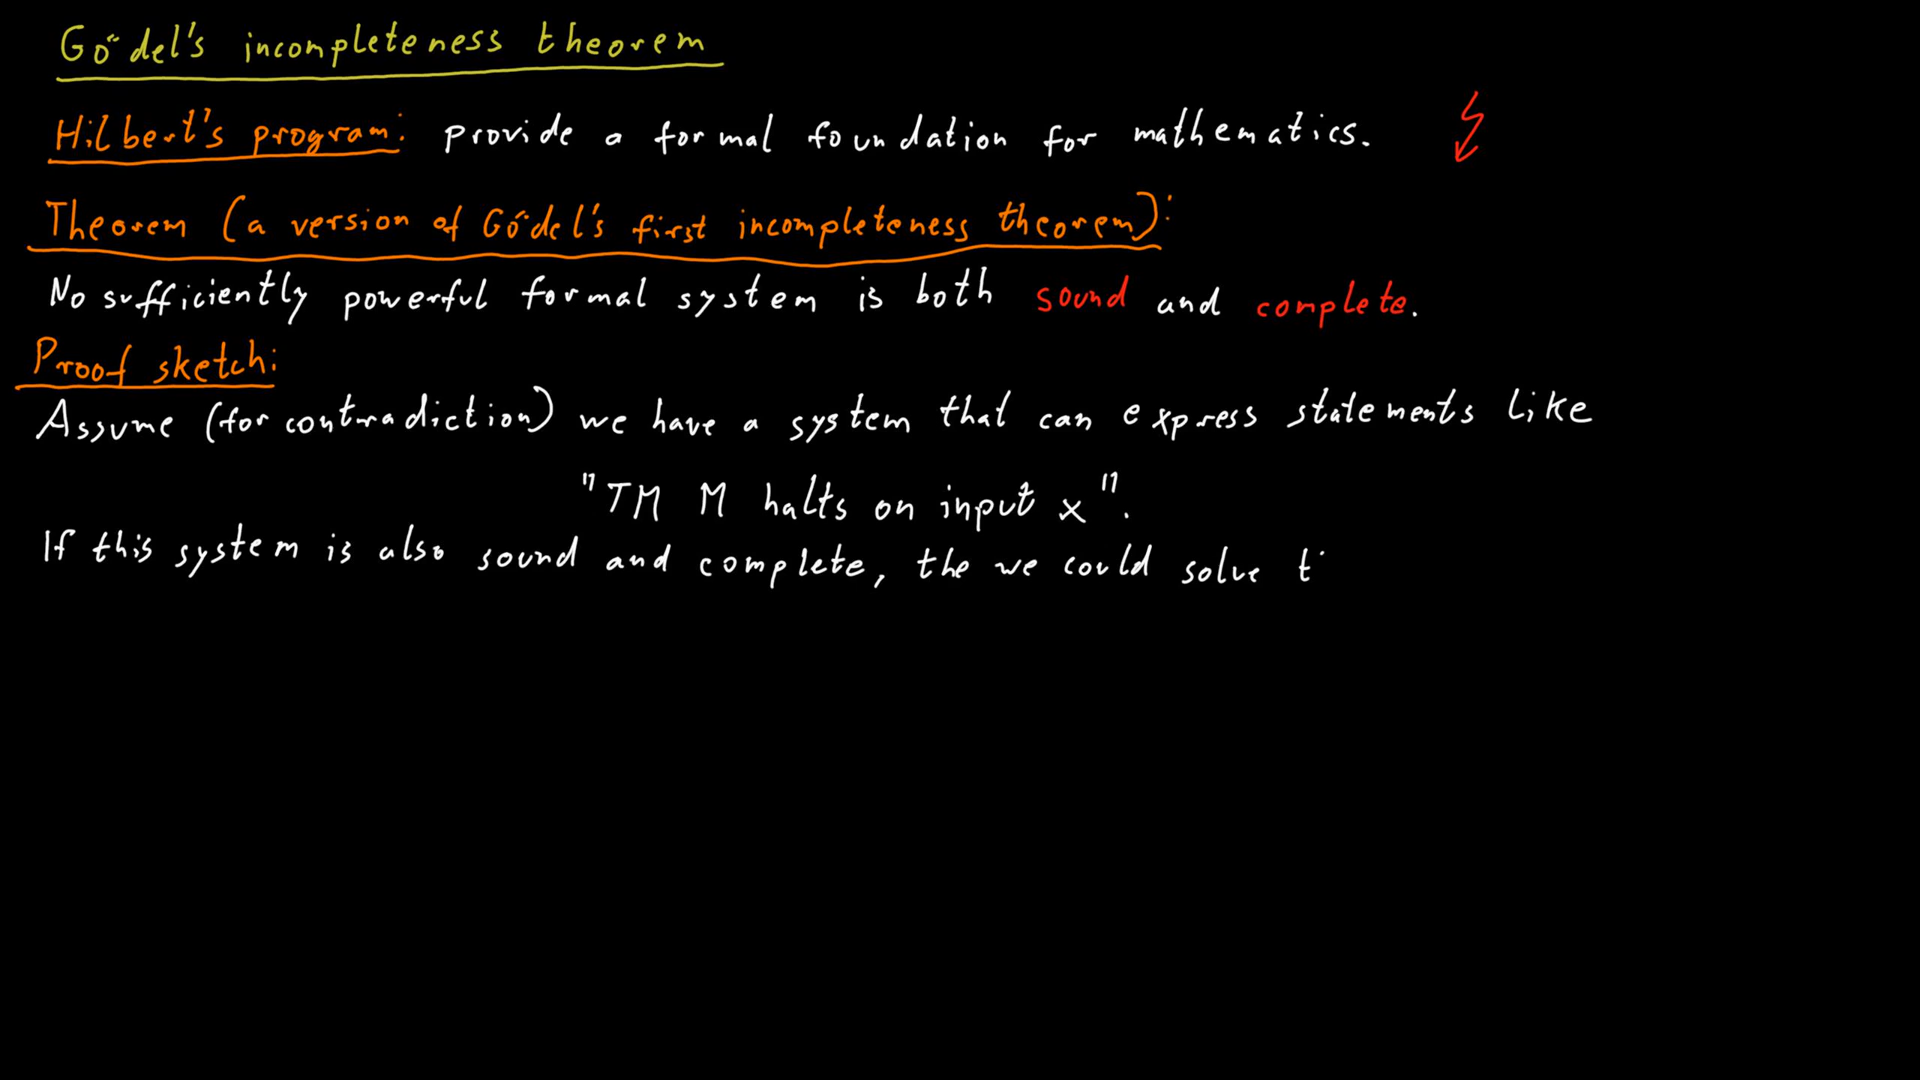 Gödel's incompleteness theorem
Hilbert's program: provide a formal foundation for mathematics.
Theorem (a version of Gödel's first incompleteness theorem):
No sufficiently powerful formal system is both sound and complete.
Proof sketch:
Assume (for contradiction) we have a system that can express statements like
"TM M halts on input x".
If this system is also sound and complete, the we could solve t